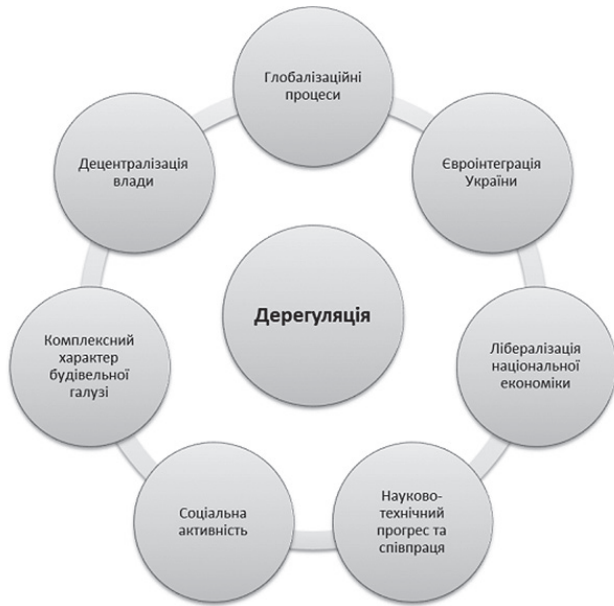 Глобалізаційні
процеси
Євроінтеграція
України
Лібералізація
національної
економіки
Науково-
технічний
прогрес та
співпраця
Соціальна
активність
Комплексний
характер
будівельної
галузі
Децентралізація
влади
Дерегуляція